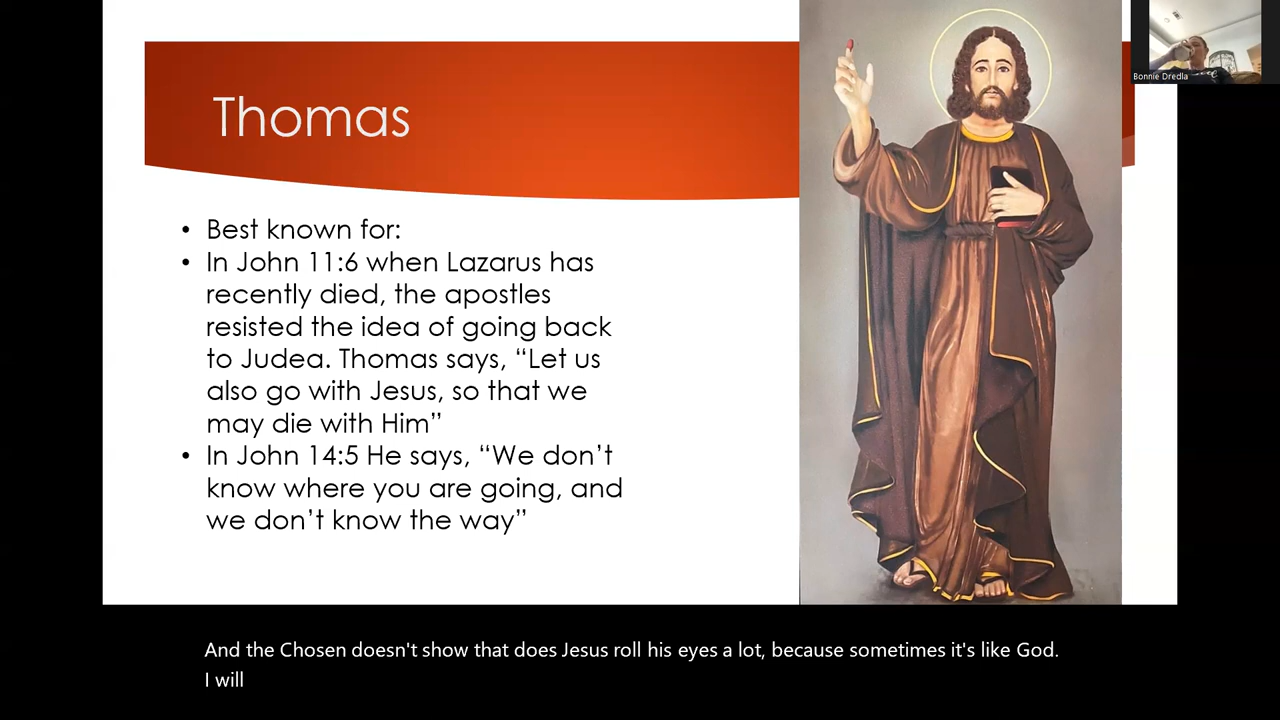 Thomas
Bonnie Dredla
• Best known for:
• In John 11:6 when Lazarus has
recently died, the apostles
resisted the idea of going back
to Judea. Thomas says, “Let us
also go with Jesus, so that we
may die with Him”
• In John 14:5 He says, “We don’t
know where you are going, and
we don’t know the way”
And the Chosen doesn't show that does Jesus roll his eyes a lot, because sometimes it's like God.
I will